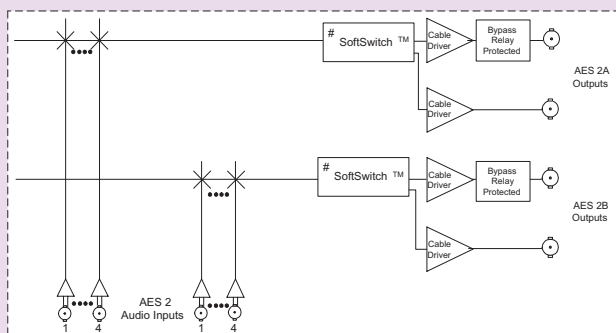 # SoftSwitch ™
Cable
Driver
Bypass
Relay
Protected
AES 2A
Outputs
Cable
Driver
# SoftSwitch ™
Cable
Driver
Bypass
Relay
Protected
AES 2B
Outputs
Cable
Driver
AES 2
Audio Inputs
1 4 1 4